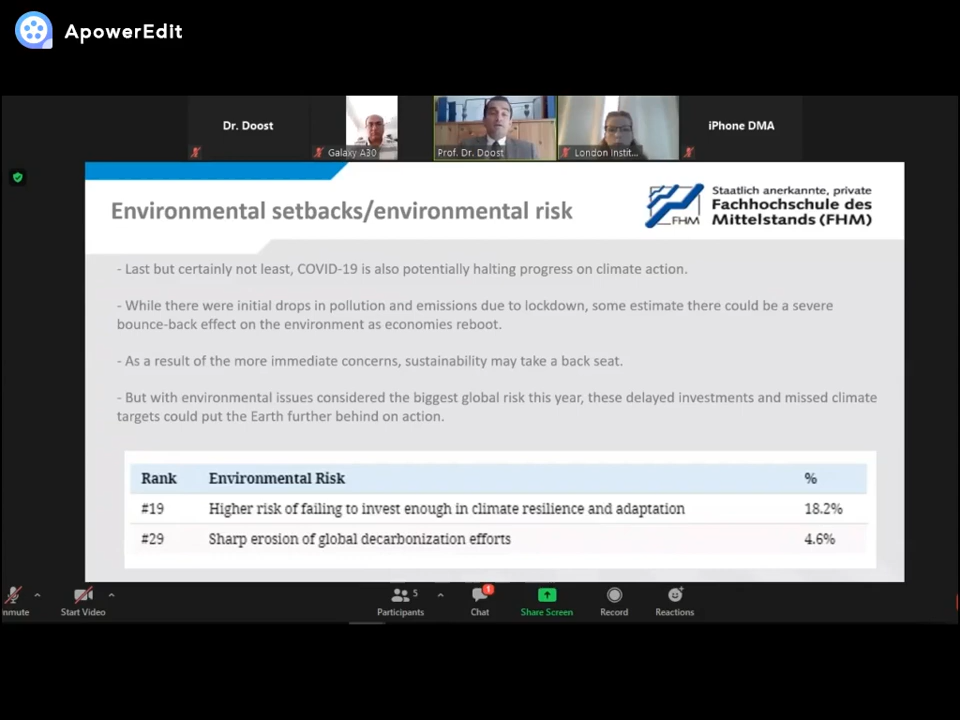 ApowerEdit
Dr. Doost
Galaxy A30
Prof. Dr. Doost
London Instit...
iPhone DMA
Environmental setbacks/environmental risk
FHM
Staatlich anerkannte, private
Fachhochschule des
Mittelstands (FHM)
- Last but certainly not least, COVID-19 is also potentially halting progress on climate action.
- While there were initial drops in pollution and emissions due to lockdown, some estimate there could be a severe
bounce-back effect on the environment as economies reboot.
- As a result of the more immediate concerns, sustainability may take a back seat.
- But with environmental issues considered the biggest global risk this year, these delayed investments and missed climate
targets could put the Earth further behind on action.
Rank Environmental Risk %
#19 Higher risk of failing to invest enough in climate resilience and adaptation 18.2%
#29 Sharp erosion of global decarbonization efforts 4.6%
nmute
Start Video
Participants 5
Chat 1
Share Screen
Record
Reactions